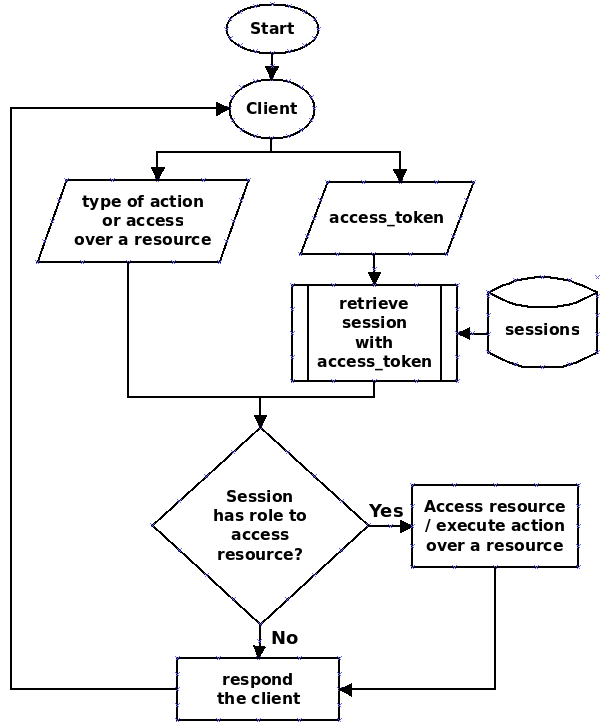 Start
Client
type of action
or access
over a resource
access_token
retrieve
session
with
access_token
sessions
Session
has role to
access
resource?
Yes
Access resource
/ execute action
over a resource
No
respond
the client